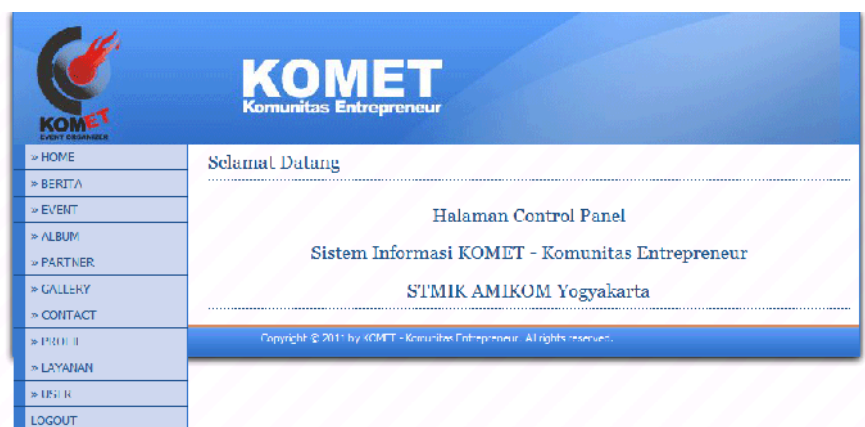 KOMET
EVENT ORGANIZER
KOMET
Komunitas Entrepreneur
» HOME
» BERITA
» EVENT
» ALBUM
» PARTNER
» GALLERY
» CONTACT
» PROFIL
» LAYANAN
» USER
LOGOUT
Selamat Datang
Halaman Control Panel
Sistem Informasi KOMET - Komunitas Entrepreneur
STMIK AMIKOM Yogyakarta
Copyright © 2011 by KOMET - Komunitas Entrepreneur. All rights reserved.